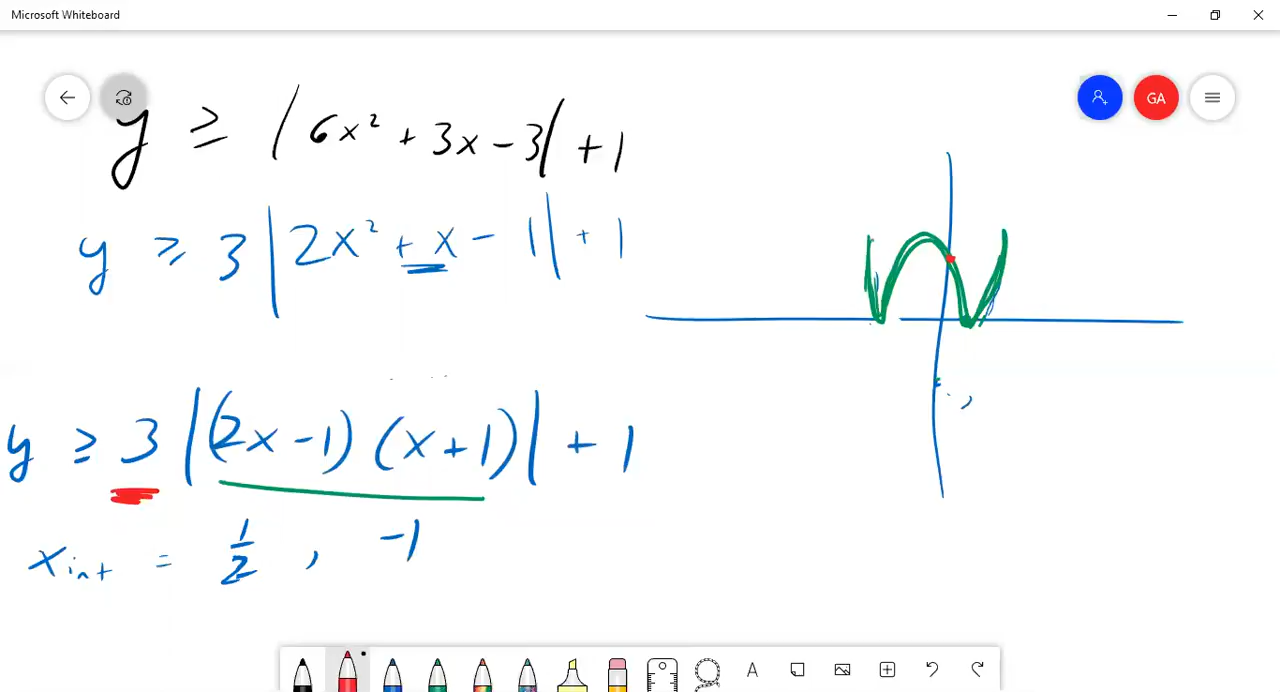 Microsoft Whiteboard
GA
y ≥ |6x² + 3x - 3| + 1
y ≥ 3|2x² + x - 1| + 1
y ≥ 3|(2x-1)(x+1)| + 1
xint = 1/2, -1
A